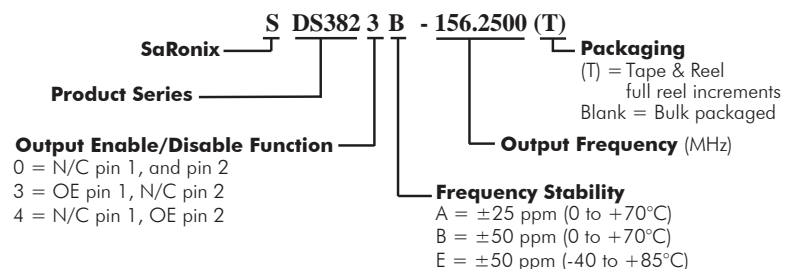 S DS382 3 B - 156.2500 (T)
SaRonix
Packaging
(T) = Tape & Reel
full reel increments
Blank = Bulk packaged
Product Series
Output Enable/Disable Function
0 = N/C pin 1, and pin 2
3 = OE pin 1, N/C pin 2
4 = N/C pin 1, OE pin 2
Output Frequency (MHz)
Frequency Stability
A = ±25 ppm (0 to +70°C)
B = ±50 ppm (0 to +70°C)
E = ±50 ppm (-40 to +85°C)